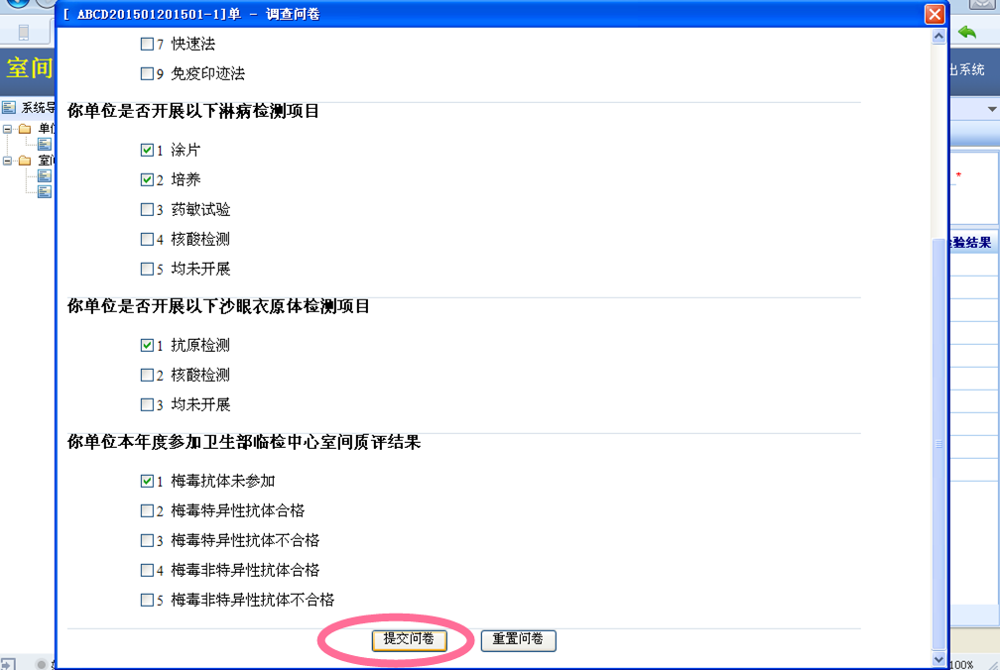 [ ABCD201501201501-1]单 - 调查问卷
7 快速法
9 免疫印迹法
室间
出系统
系统导
你单位是否开展以下淋病检测项目
单位
1 涂片
室间
2 培养
*
3 药敏试验
4 核酸检测
验结果
5 均未开展
你单位是否开展以下沙眼衣原体检测项目
1 抗原检测
2 核酸检测
3 均未开展
你单位本年度参加卫生部临检中心室间质评结果
1 梅毒抗体未参加
2 梅毒特异性抗体合格
3 梅毒特异性抗体不合格
4 梅毒非特异性抗体合格
5 梅毒非特异性抗体不合格
提交问卷
重置问卷
100%